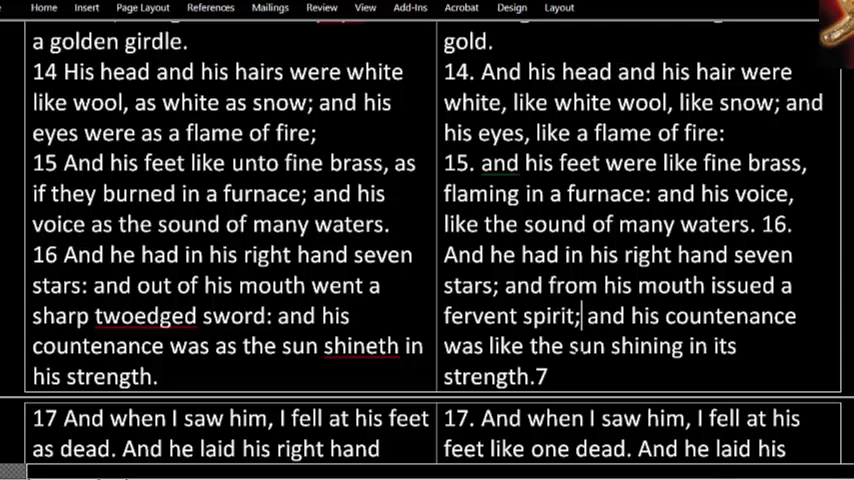 Home Insert Page Layout References Mailings Review View Add-Ins Acrobat Design Layout
a golden girdle.
14 His head and his hairs were white
like wool, as white as snow; and his
eyes were as a flame of fire;
15 And his feet like unto fine brass, as
if they burned in a furnace; and his
voice as the sound of many waters.
16 And he had in his right hand seven
stars: and out of his mouth went a
sharp twoedged sword: and his
countenance was as the sun shineth in
his strength.
17 And when I saw him, I fell at his feet
as dead. And he laid his right hand
gold.
14. And his head and his hair were
white, like white wool, like snow; and
his eyes, like a flame of fire:
15. and his feet were like fine brass,
flaming in a furnace: and his voice,
like the sound of many waters. 16.
And he had in his right hand seven
stars; and from his mouth issued a
fervent spirit; and his countenance
was like the sun shining in its
strength.7
17. And when I saw him, I fell at his
feet like one dead. And he laid his